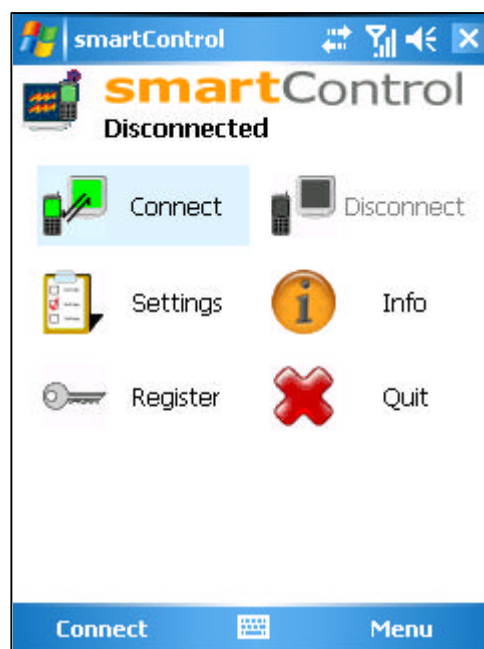 smartControl
smartControl
Disconnected
Connect Disconnect
Settings Info
Register Quit
Connect Menu